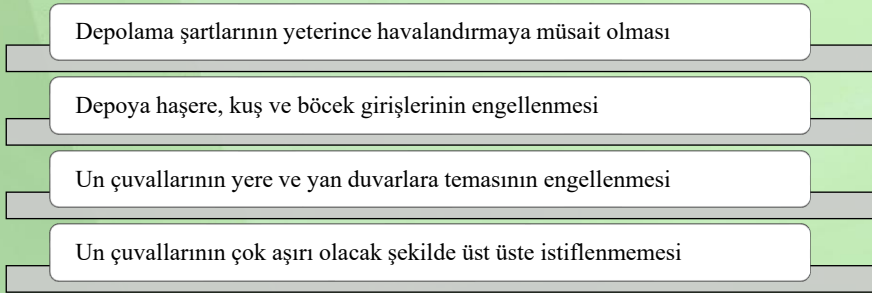 Depolama şartlarının yeterince havalandırmaya müsait olması
Depoya haşere, kuş ve böcek girişlerinin engellenmesi
Un çuvallarının yere ve yan duvarlara temasının engellenmesi
Un çuvallarının çok aşırı olacak şekilde üst üste istiflenmemesi